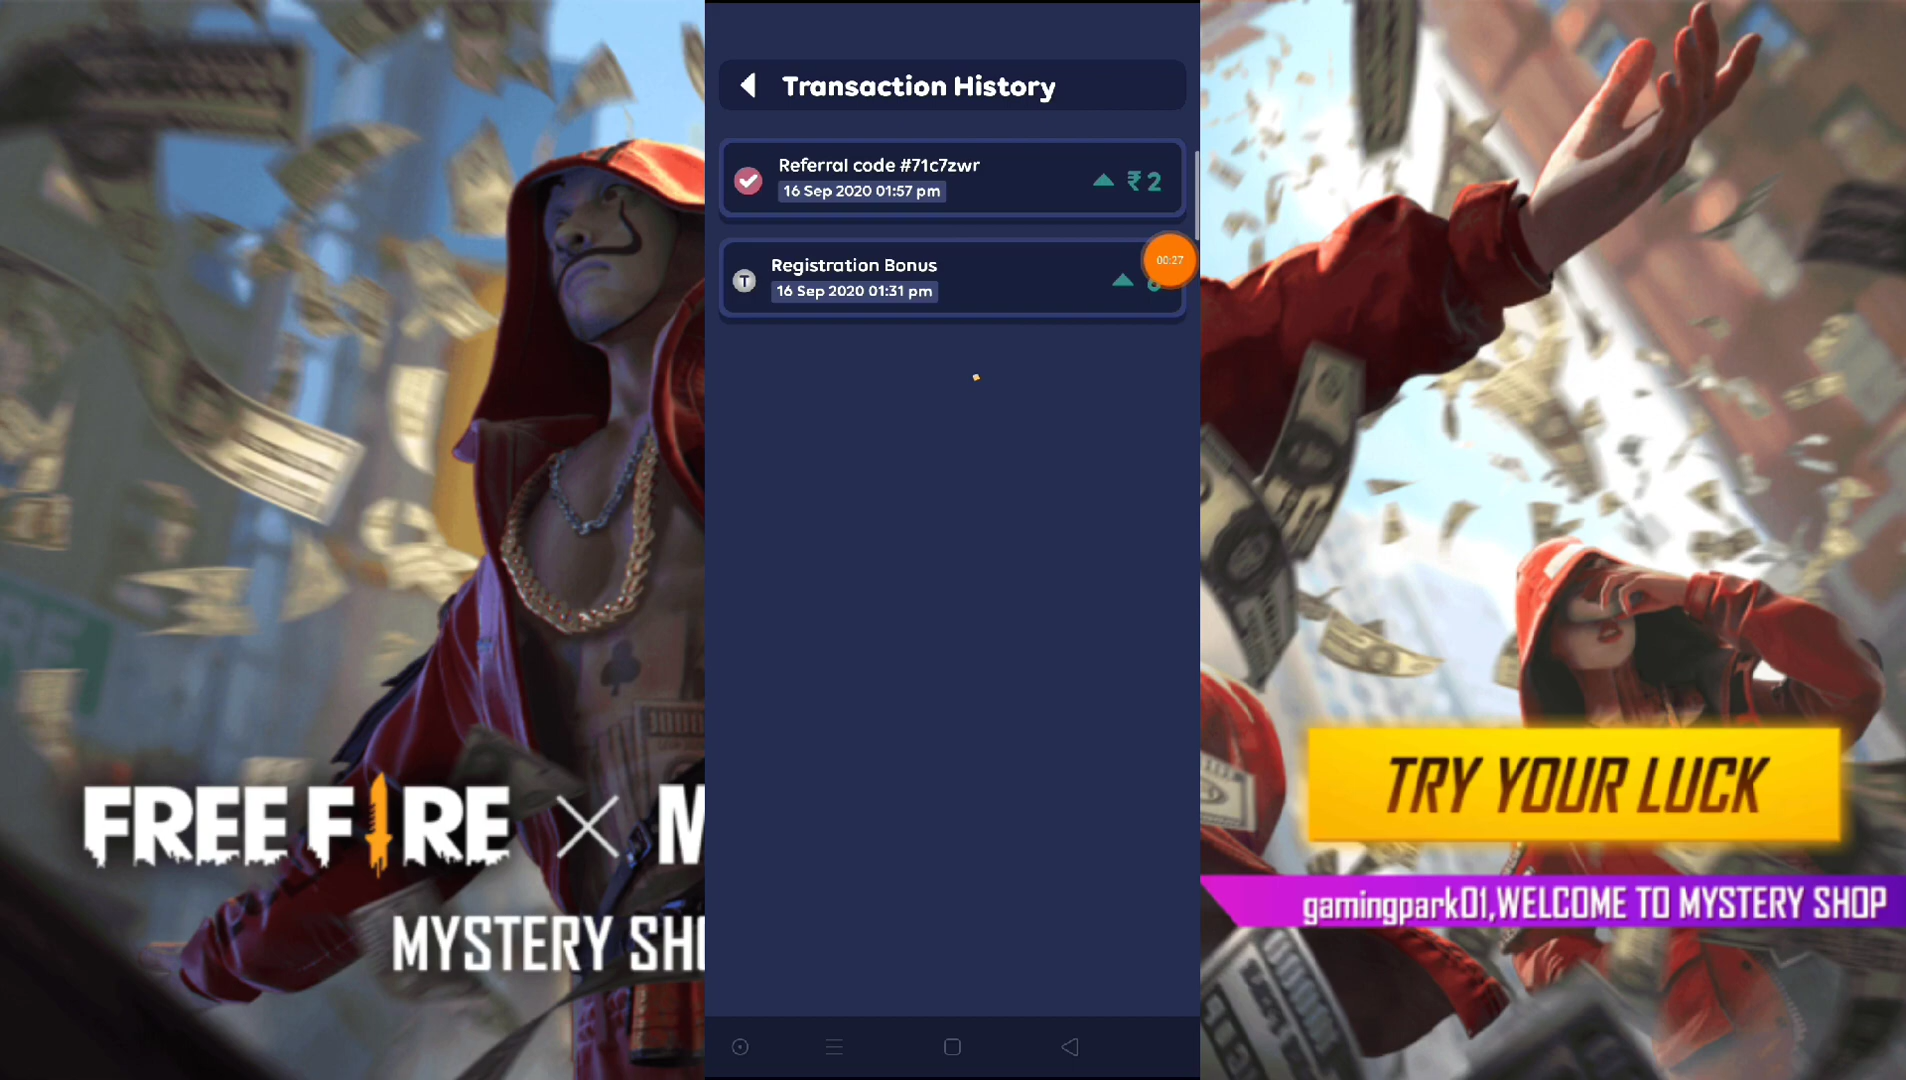 Transaction History
Referral code #71c7zwr
16 Sep 2020 01:57 pm
₹ 2
Registration Bonus
16 Sep 2020 01:31 pm
00:27
T
FREE FIRE X M
MYSTERY SHO
TRY YOUR LUCK
gamingpark01,WELCOME TO MYSTERY SHOP